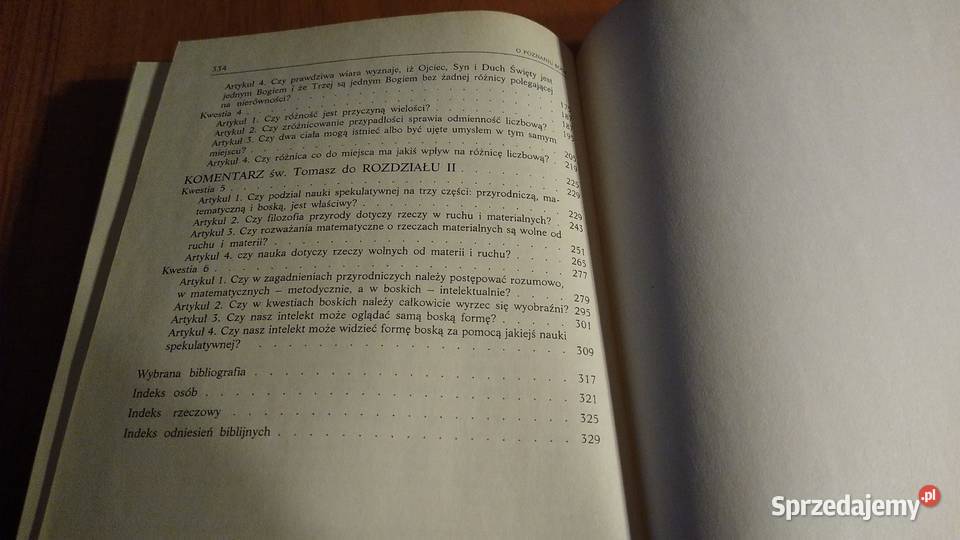 334 O POZNANIU
Artykuł 4. Czy prawdziwa wiara wyznaje, iż Ojciec, Syn i Duch Święty jest
jednym Bogiem i że Trzej są jednym Bogiem bez żadnej różnicy polegającej
na nierówności? . . . . . . . . . . . . . .
Kwestia 4 . . . . . . . . . . . . . .
Artykuł 1. Czy różność jest przyczyną wielości? . . . . . . .
Artykuł 2. Czy zróżnicowanie przypadłości sprawia odmienność liczbową?
Artykuł 3. Czy dwa ciała mogą istnieć albo być ujęte umysłem w tym samym
miejscu? . . . . . . . . . . . . . .
Artykuł 4. Czy różnica co do miejsca ma jakiś wpływ na różnicę liczbową? 205
219
KOMENTARZ św. Tomasz do ROZDZIAŁU II . . . . . . 225
Kwestia 5 . . . . . . . . . . . . . . 229
Artykuł 1. Czy podział nauki spekulatywnej na trzy części: przyrodniczą, ma-
tematyczną i boską, jest właściwy? . . . . . . . . . . 229
Artykuł 2. Czy filozofia przyrody dotyczy rzeczy w ruchu i materialnych? . 243
Artykuł 3. Czy rozważania matematyczne o rzeczach materialnych są wolne od
ruchu i materii? . . . . . . . . . . . . . . 251
Artykuł 4. czy nauka dotyczy rzeczy wolnych od materii i ruchu? . . . . 265
Kwestia 6 . . . . . . . . . . . . . . 277
Artykuł 1. Czy w zagadnieniach przyrodniczych należy postępować rozumowo,
w matematycznych – metodycznie, a w boskich – intelektualnie? . . . . 279
Artykuł 2. Czy w kwestiach boskich należy całkowicie wyrzec się wyobraźni? 295
Artykuł 3. Czy nasz intelekt może oglądać samą boską formę? . . . . . 301
Artykuł 4. Czy nasz intelekt może widzieć formę boską za pomocą jakiejś nauki
spekulatywnej? . . . . . . . . . . . . . . 309
Wybrana bibliografia . . . . . . . . . . . . . . 317
Indeks osób . . . . . . . . . . . . . . 321
Indeks rzeczowy . . . . . . . . . . . . . . 325
Indeks odniesień biblijnych . . . . . . . . . . . . . . 329
Sprzedajemy.pl